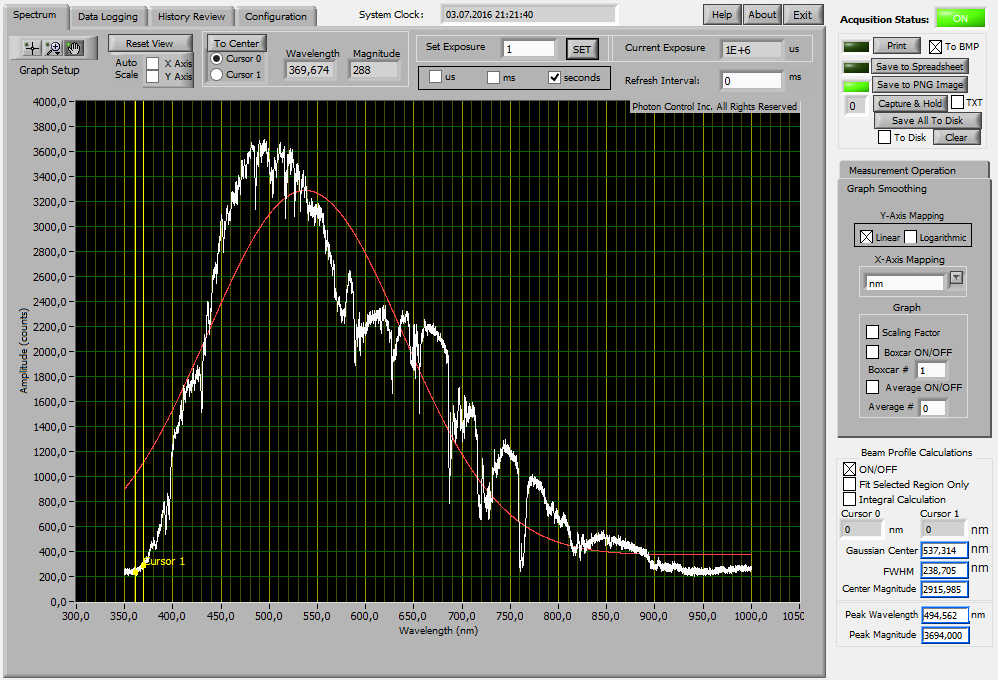 Spectrum Data Logging History Review Configuration System Clock: 03.07.2016 21:21:40 Help About Exit
Acqusition Status: ON
Reset View To Center Set Exposure 1 SET Current Exposure 1E+6 us
Print To BMP
Graph Setup Auto Scale X Axis Y Axis
Cursor 0
Cursor 1
Wavelength Magnitude
369,674 288
us ms seconds Refresh Interval: 0 ms
Save to Spreadsheet
Save to PNG Image
0 Capture & Hold TXT
Save All To Disk
To Disk Clear
Photon Control Inc. All Rights Reserved
Amplitude (counts)
4000,0
3800,0
3600,0
3400,0
3200,0
3000,0
2800,0
2600,0
2400,0
2200,0
2000,0
1800,0
1600,0
1400,0
1200,0
1000,0
800,0
600,0
400,0
200,0
0,0
Cursor 1
300,0 350,0 400,0 450,0 500,0 550,0 600,0 650,0 700,0 750,0 800,0 850,0 900,0 950,0 1000,0 1050
Wavelength (nm)
Measurement Operation
Graph Smoothing
Y-Axis Mapping
Linear Logarithmic
X-Axis Mapping
nm
Graph
Scaling Factor
Boxcar ON/OFF
Boxcar # 1
Average ON/OFF
Average # 0
Beam Profile Calculations
ON/OFF
Fit Selected Region Only
Integral Calculation
Cursor 0 Cursor 1
0 nm 0 nm
Gaussian Center 537,314 nm
FWHM 238,705 nm
Center Magnitude 2915,985
Peak Wavelength 494,562 nm
Peak Magnitude 3694,000